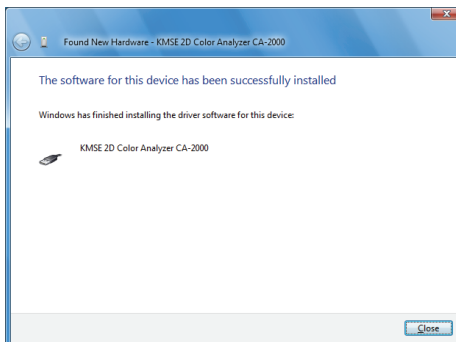 Found New Hardware - KMSE 2D Color Analyzer CA-2000
The software for this device has been successfully installed
Windows has finished installing the driver software for this device:
KMSE 2D Color Analyzer CA-2000
Close